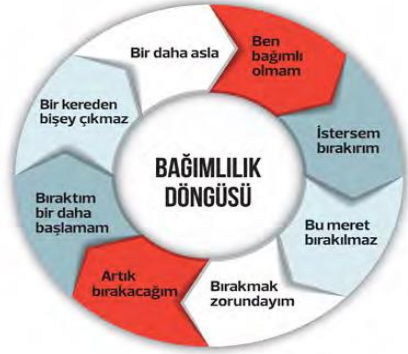 Bir daha asla
Ben
bağımlı
olmam
İstersem
bırakırım
Bu meret
bırakılmaz
Bırakmak
zorundayım
Artık
bırakacağım
Bıraktım
bir daha
başlamam
Bir kereden
bişey çıkmaz
BAĞIMLILIK
DÖNGÜSÜ